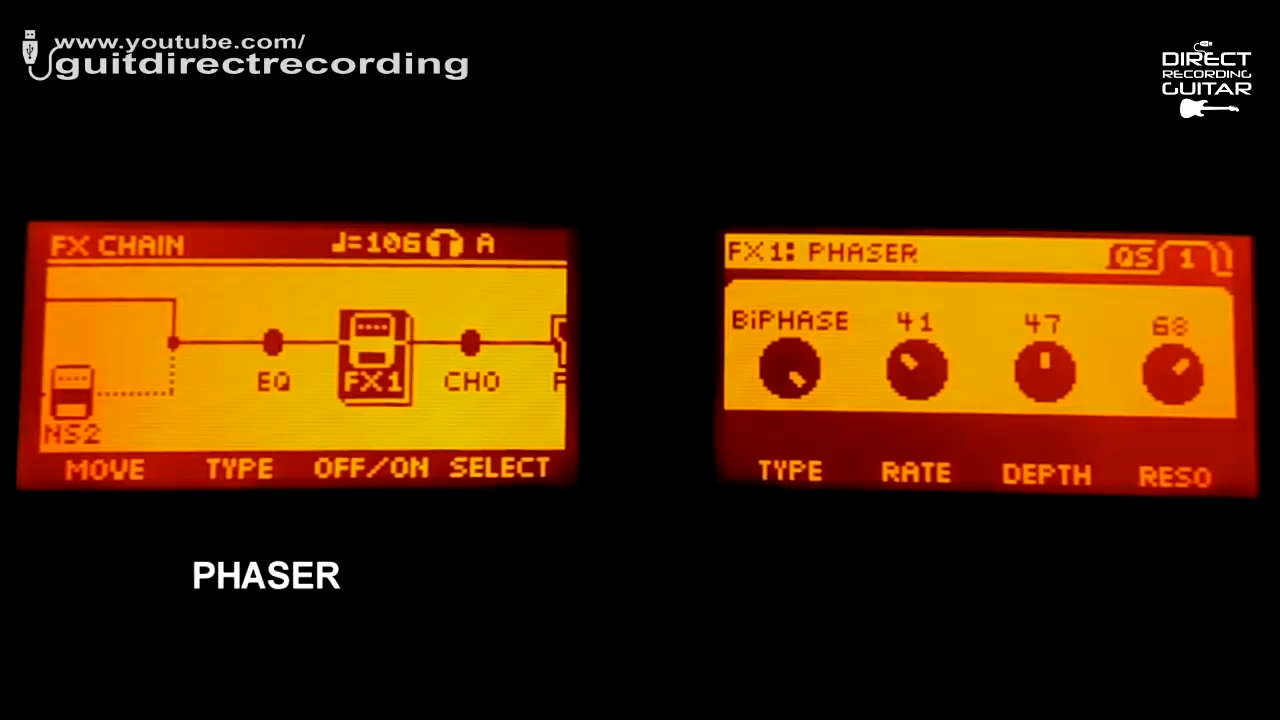 www.youtube.com/
guitdirectrecording
DIRECT
RECORDING
GUITAR
FX CHAIN ♩=106 A
EQ FX1 CHO
NS2
MOVE TYPE OFF/ON SELECT
FX1: PHASER QS 1
BiPHASE 41 47 68
TYPE RATE DEPTH RESO
PHASER